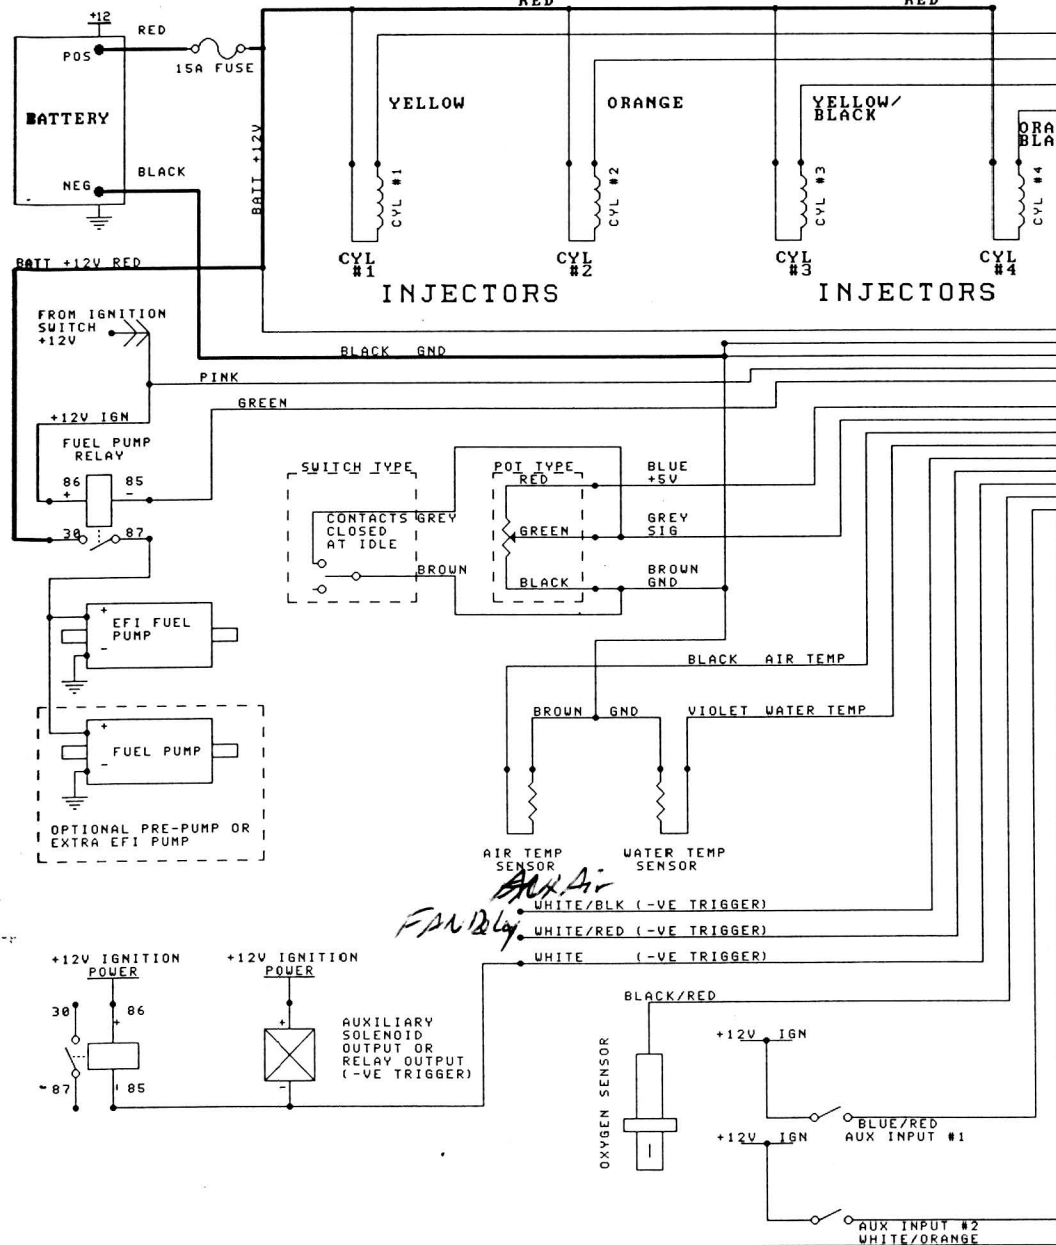 RED
RED
+12
RED
POS
15A FUSE
BATTERY
BATT +12V
NEG
BLACK
YELLOW
ORANGE
YELLOW/
BLACK
CYL #1
CYL #2
CYL #3
CYL #4
CYL
#1
CYL
#2
CYL
#3
CYL
#4
INJECTORS
INJECTORS
BATT +12V RED
FROM IGNITION
SWITCH
+12V
BLACK GND
PINK
GREEN
+12V IGN
FUEL PUMP
RELAY
86
+
85
-
30
87
SWITCH TYPE
CONTACTS
CLOSED
AT IDLE
GREY
BROWN
POT TYPE
RED
GREEN
BLACK
BLUE
+5V
GREY
SIG
BROWN
GND
EFI FUEL
PUMP
+
-
FUEL PUMP
+
-
OPTIONAL PRE-PUMP OR
EXTRA EFI PUMP
BLACK AIR TEMP
BROWN GND
VIOLET WATER TEMP
AIR TEMP
SENSOR
WATER TEMP
SENSOR
Air
FAN
WHITE/BLK (-VE TRIGGER)
WHITE/RED (-VE TRIGGER)
WHITE (-VE TRIGGER)
+12V IGNITION
POWER
+12V IGNITION
POWER
30
86
+
87
85
-
+
-
AUXILIARY
SOLENOID
OUTPUT OR
RELAY OUTPUT
(-VE TRIGGER)
BLACK/RED
OXYGEN SENSOR
+12V IGN
BLUE/RED
AUX INPUT #1
+12V IGN
AUX INPUT #2
WHITE/ORANGE